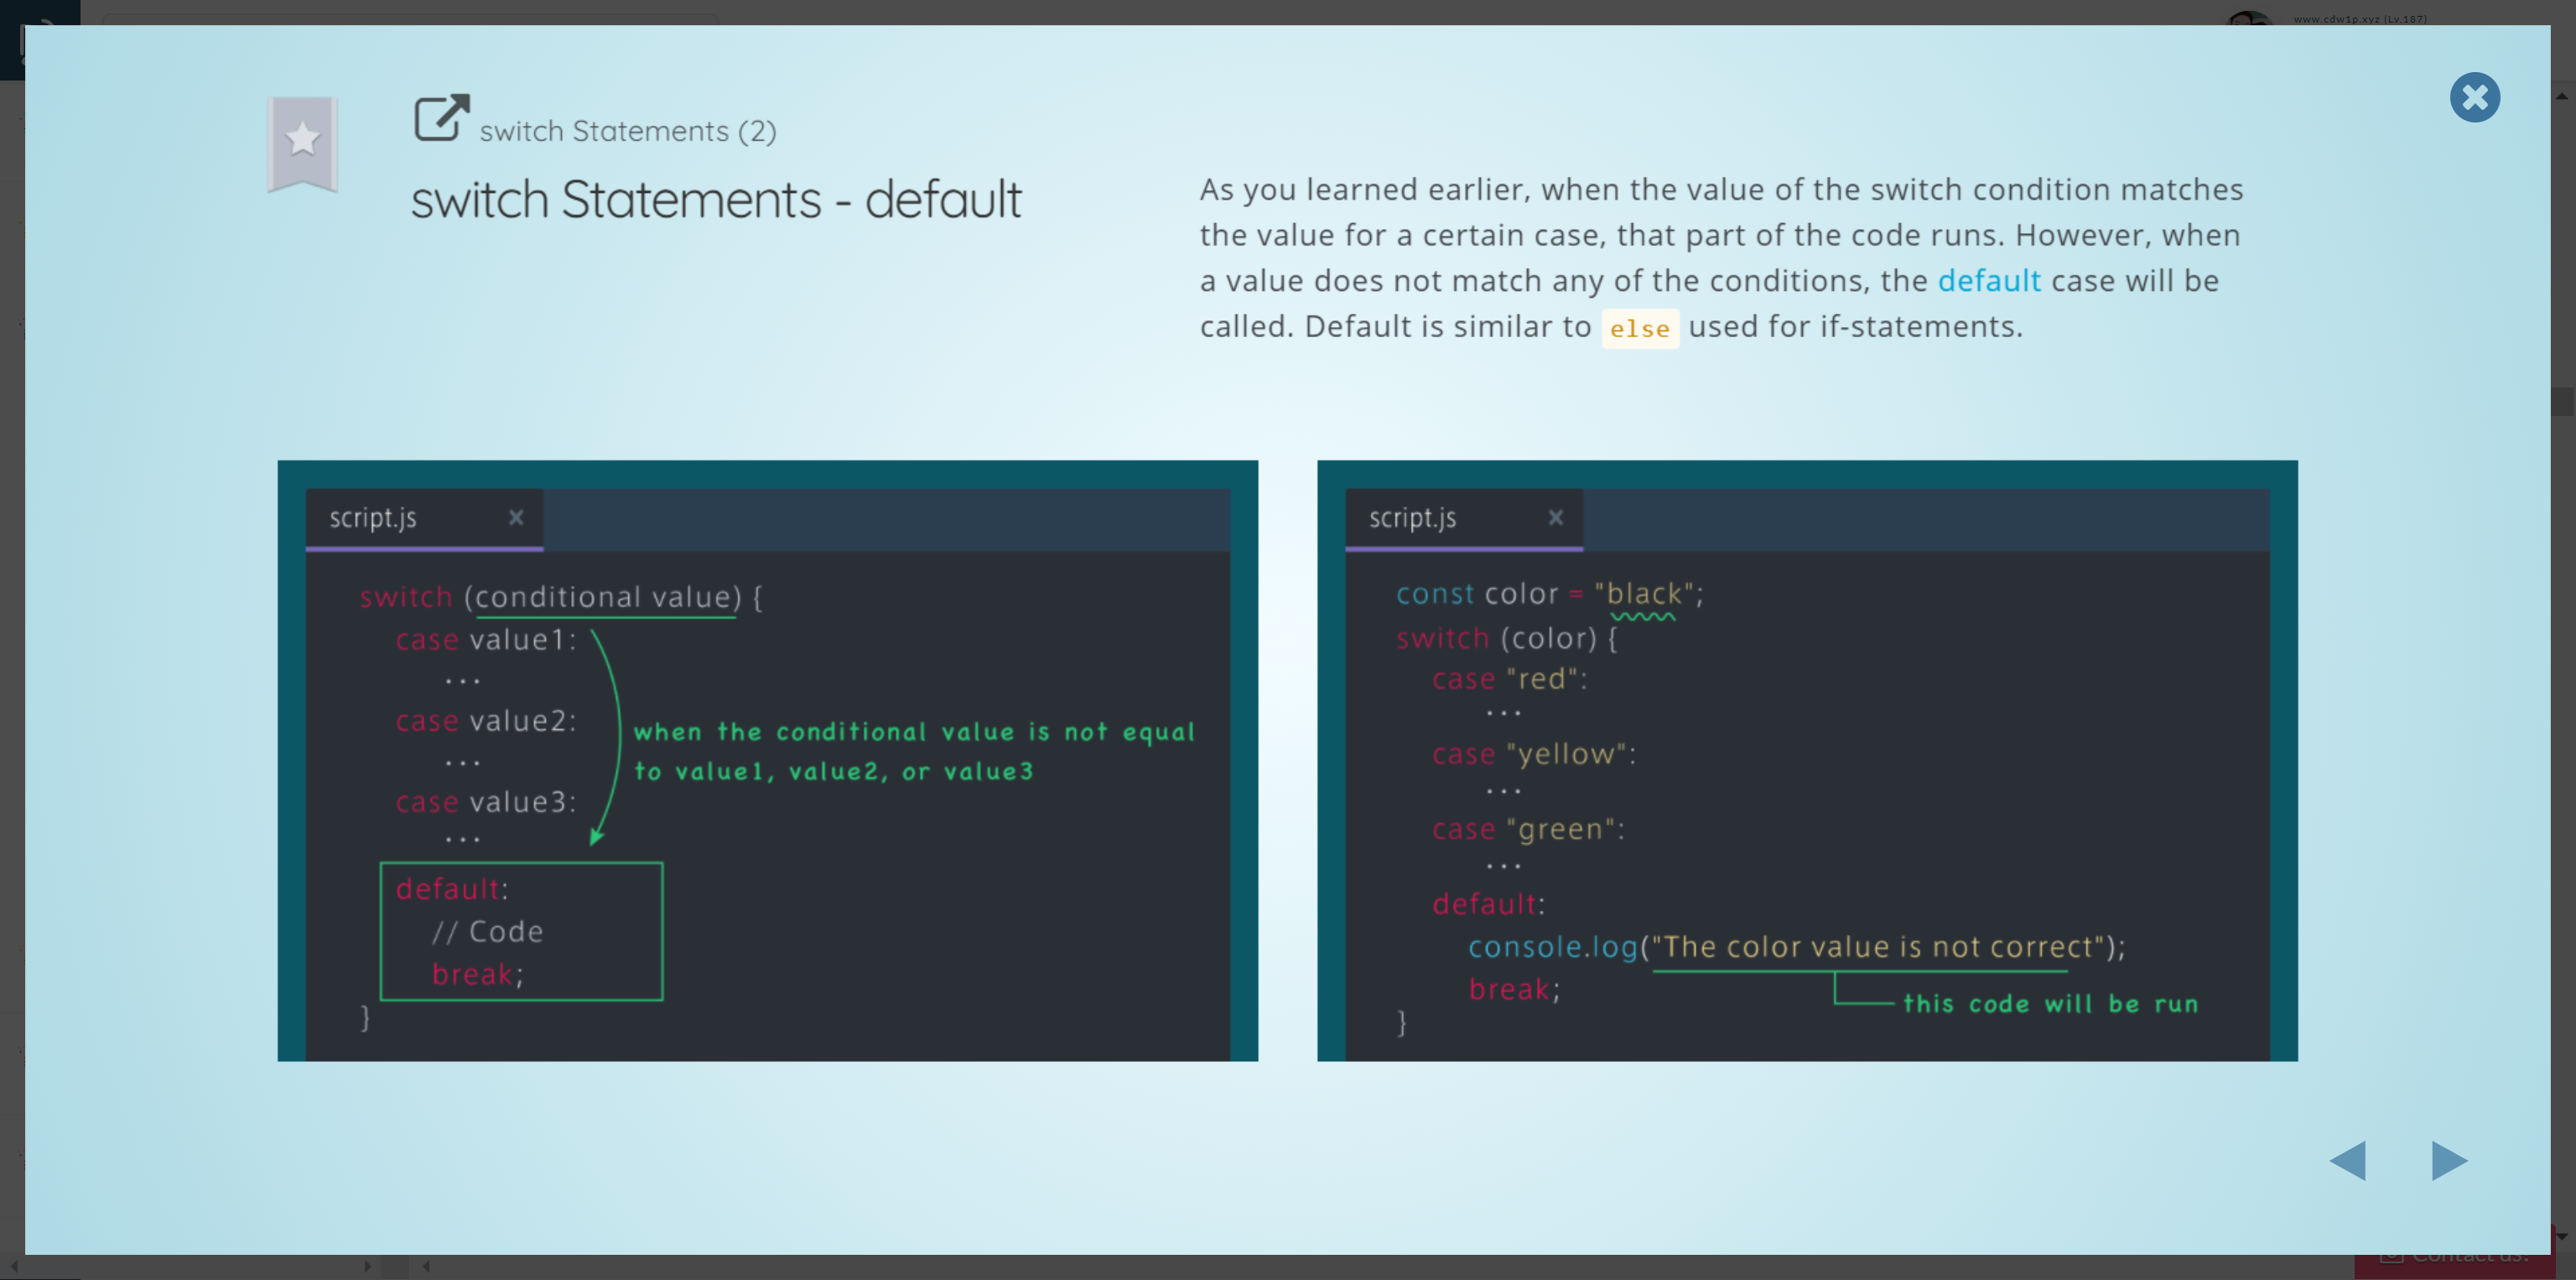 www.cdw1p.xyz (Lv.187)
switch Statements (2)
switch Statements - default
As you learned earlier, when the value of the switch condition matches
the value for a certain case, that part of the code runs. However, when
a value does not match any of the conditions, the default case will be
called. Default is similar to else used for if-statements.
script.js
switch (conditional value) {
case value1:
...
case value2:
...
case value3:
...
default:
// Code
break;
}
when the conditional value is not equal
to value1, value2, or value3
script.js
const color = "black";
switch (color) {
case "red":
...
case "yellow":
...
case "green":
...
default:
console.log("The color value is not correct");
break;
}
this code will be run
Contact us!